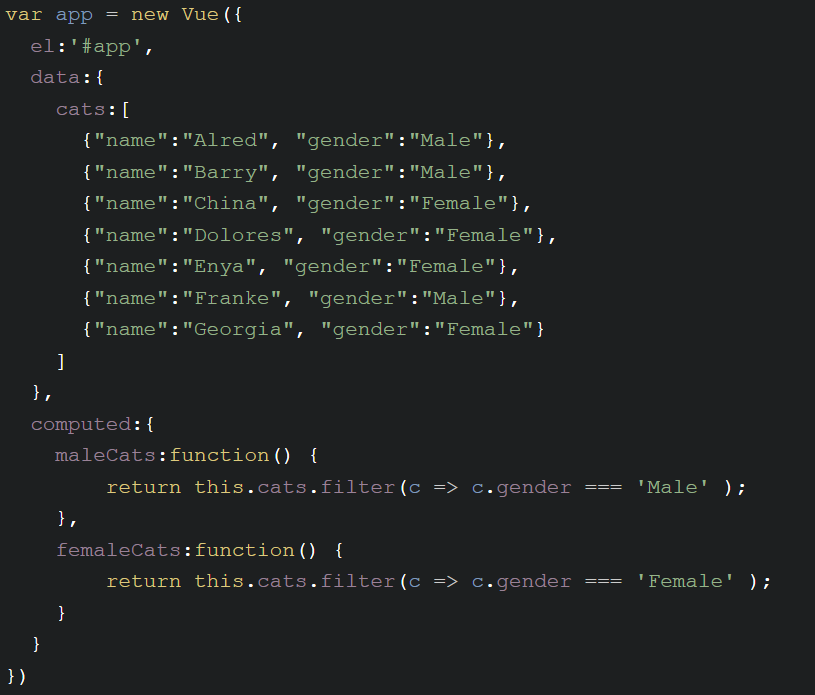 var app = new Vue({
  el:'#app',
  data:{
    cats:[
      {"name":"Alred", "gender":"Male"},
      {"name":"Barry", "gender":"Male"},
      {"name":"China", "gender":"Female"},
      {"name":"Dolores", "gender":"Female"},
      {"name":"Enya", "gender":"Female"},
      {"name":"Franke", "gender":"Male"},
      {"name":"Georgia", "gender":"Female"}
    ]
  },
  computed:{
    maleCats:function() {
        return this.cats.filter(c => c.gender === 'Male' );
    },
    femaleCats:function() {
        return this.cats.filter(c => c.gender === 'Female' );
    }
  }
})